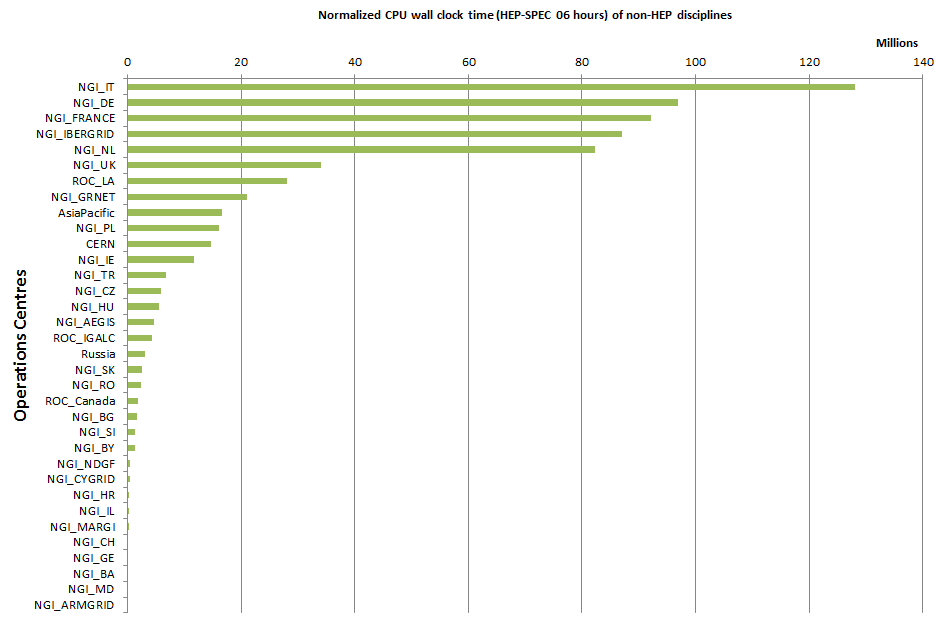 Normalized CPU wall clock time (HEP-SPEC 06 hours) of non-HEP disciplines
Millions
0 20 40 60 80 100 120 140
NGI_IT
NGI_DE
NGI_FRANCE
NGI_IBERGRID
NGI_NL
NGI_UK
ROC_LA
NGI_GRNET
AsiaPacific
NGI_PL
CERN
NGI_IE
NGI_TR
NGI_CZ
NGI_HU
NGI_AEGIS
ROC_IGALC
Russia
NGI_SK
NGI_RO
ROC_Canada
NGI_BG
NGI_SI
NGI_BY
NGI_NDGF
NGI_CYGRID
NGI_HR
NGI_IL
NGI_MARGI
NGI_CH
NGI_GE
NGI_BA
NGI_MD
NGI_ARMGRID
Operations Centres